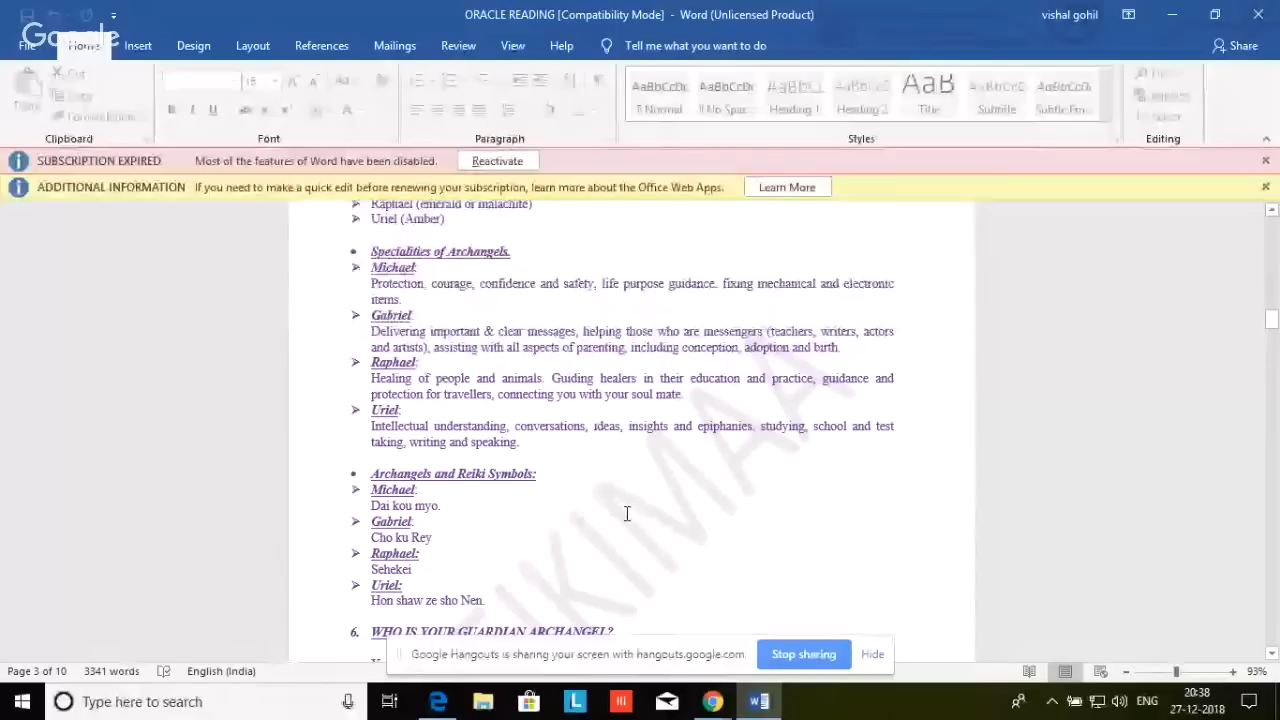 ORACLE READING [Compatibility Mode] - Word (Unlicensed Product)
vishal gohil
Google
File Home Insert Design Layout References Mailings Review View Help Tell me what you want to do Share
Cut
AaBbCcDc AaBbCcDc AaBbCc AaBbCcC AaB AaBbCcD AaBbCcDc
¶ Normal ¶ No Spac... Heading 1 Heading 2 Title Subtitle Subtle Em...
Clipboard Font Paragraph Styles Editing
SUBSCRIPTION EXPIRED Most of the features of Word have been disabled. Reactivate
ADDITIONAL INFORMATION If you need to make a quick edit before renewing your subscription, learn more about the Office Web Apps. Learn More
Raphael (emerald or malachite)
Uriel (Amber)
Specialities of Archangels.
Michael:
Protection, courage, confidence and safety, life purpose guidance. fixing mechanical and electronic
items.
Gabriel:
Delivering important & clear messages, helping those who are messengers (teachers, writers, actors
and artists), assisting with all aspects of parenting, including conception, adoption and birth.
Raphael:
Healing of people and animals. Guiding healers in their education and practice, guidance and
protection for travellers, connecting you with your soul mate.
Uriel:
Intellectual understanding, conversations, ideas, insights and epiphanies. studying, school and test
taking, writing and speaking.
Archangels and Reiki Symbols:
Michael:
Dai kou myo.
Gabriel:
Cho ku Rey
Raphael:
Sehekei
Uriel:
Hon shaw ze sho Nen.
6. WHO IS YOUR GUARDIAN ARCHANGEL?
Google Hangouts is sharing your screen with hangouts.google.com. Stop sharing Hide
Page 3 of 10 3341 words English (India) 93%
Type here to search
ENG
20:38
27-12-2018